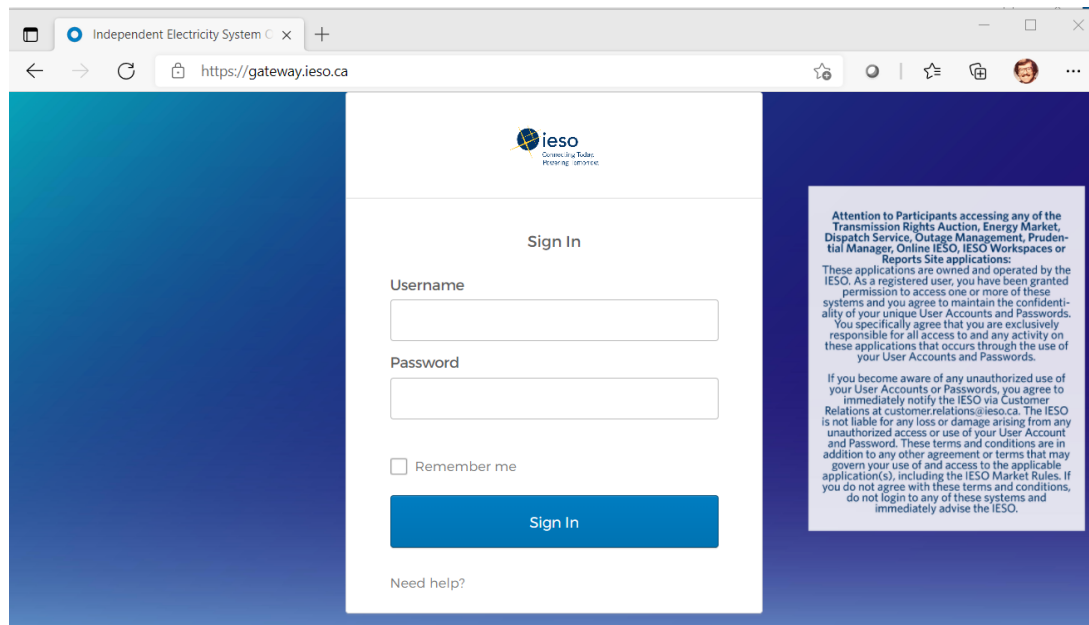 Independent Electricity System C
https://gateway.ieso.ca
ieso
Connecting Today.
Powering Tomorrow.
Sign In
Username
Password
Remember me
Sign In
Need help?
Attention to Participants accessing any of the
Transmission Rights Auction, Energy Market,
Dispatch Service, Outage Management, Pruden-
tial Manager, Online IESO, IESO Workspaces or
Reports Site applications:
These applications are owned and operated by the
IESO. As a registered user, you have been granted
permission to access one or more of these
systems and you agree to maintain the confidenti-
ality of your unique User Accounts and Passwords.
You specifically agree that you are exclusively
responsible for all access to and any activity on
these applications that occurs through the use of
your User Accounts and Passwords.
If you become aware of any unauthorized use of
your User Accounts or Passwords, you agree to
immediately notify the IESO via Customer
Relations at customer.relations@ieso.ca. The IESO
is not liable for any loss or damage arising from any
unauthorized access or use of your User Account
and Password. These terms and conditions are in
addition to any other agreement or terms that may
govern your use of and access to the applicable
application(s), including the IESO Market Rules. If
you do not agree with these terms and conditions,
do not login to any of these systems and
immediately advise the IESO.